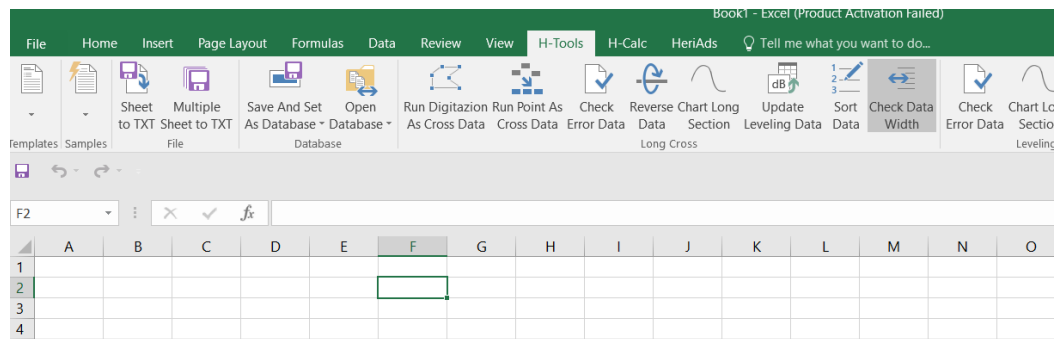 Book1 - Excel (Product Activation Failed)
File Home Insert Page Layout Formulas Data Review View H-Tools H-Calc HeriAds Tell me what you want to do...
Sheet Multiple Save And Set Open Run Digitazion Run Point As Check Reverse Chart Long Update Sort Check Data Check Chart Lo
to TXT Sheet to TXT As Database Database As Cross Data Cross Data Error Data Data Section Leveling Data Data Width Error Data Sectio
Templates Samples File Database Long Cross Leveling
F2 fx
A B C D E F G H I J K L M N O
1
2
3
4